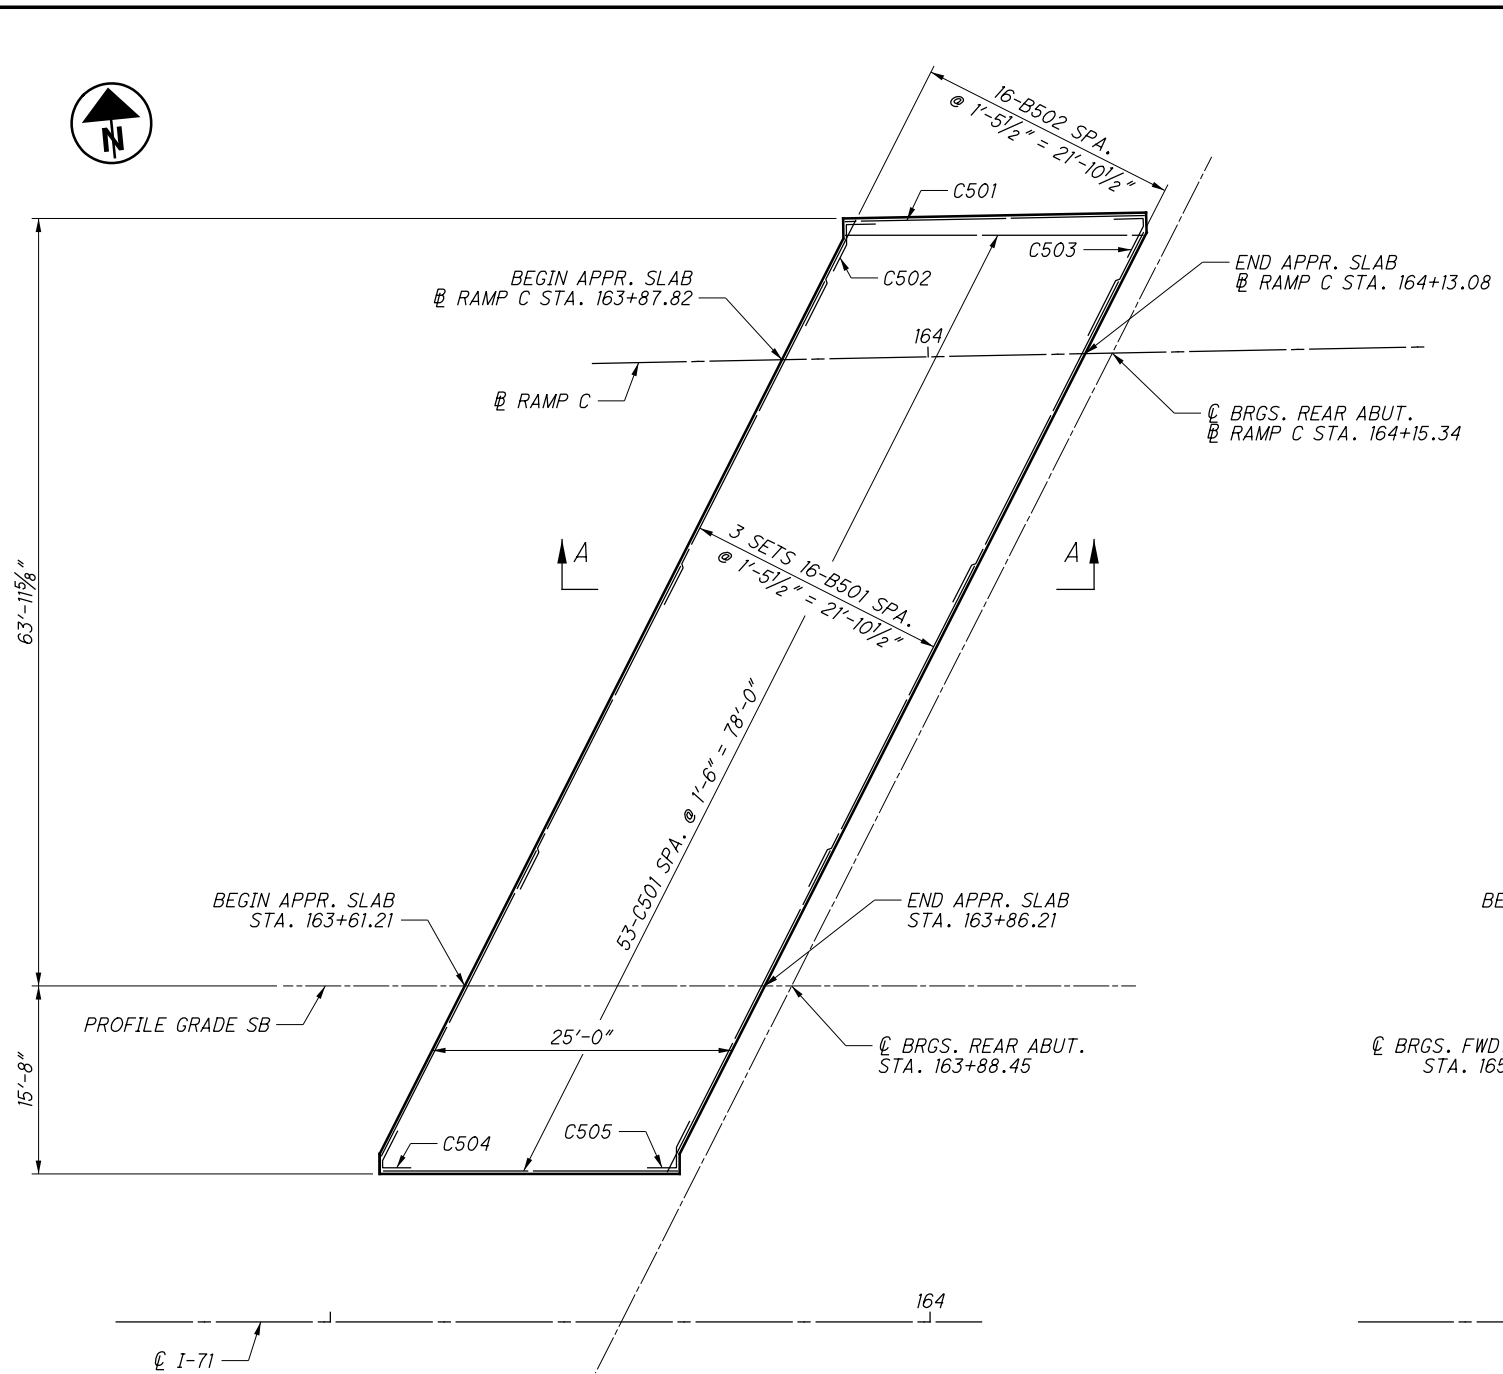 N
16-B502 SPA.
@ 1'-5½" = 21'-10½"
C501
C503
C502
BEGIN APPR. SLAB
℄ RAMP C STA. 163+87.82
END APPR. SLAB
℄ RAMP C STA. 164+13.08
164
℄ RAMP C
℄ BRGS. REAR ABUT.
℄ RAMP C STA. 164+15.34
A
A
3 SETS 16-B501 SPA.
@ 1'-5½" = 21'-10½"
63'-11⅝"
53-C501 SPA. @ 1'-6" = 78'-0"
BEGIN APPR. SLAB
STA. 163+61.21
END APPR. SLAB
STA. 163+86.21
BE
PROFILE GRADE SB
25'-0"
℄ BRGS. REAR ABUT.
STA. 163+88.45
℄ BRGS. FWD.
STA. 165
15'-8"
C504
C505
164
℄ I-71